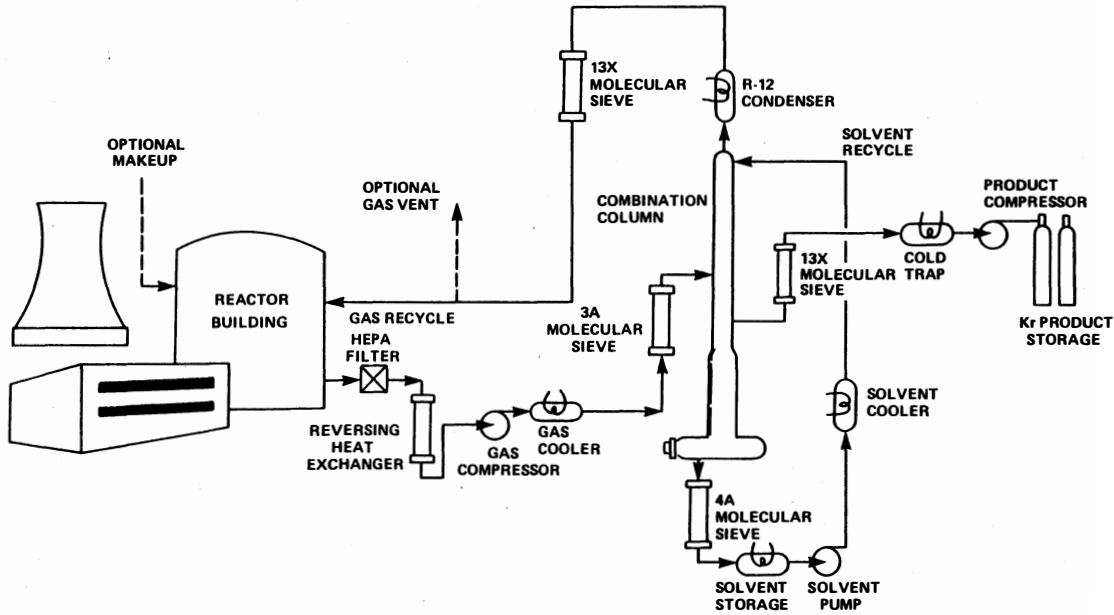 13X
MOLECULAR
SIEVE
R-12
CONDENSER
OPTIONAL
MAKEUP
SOLVENT
RECYCLE
OPTIONAL
GAS VENT
COMBINATION
COLUMN
PRODUCT
COMPRESSOR
13X
MOLECULAR
SIEVE
COLD
TRAP
REACTOR
BUILDING
GAS RECYCLE
3A
MOLECULAR
SIEVE
Kr PRODUCT
STORAGE
HEPA
FILTER
REVERSING
HEAT
EXCHANGER
GAS
COOLER
GAS
COMPRESSOR
SOLVENT
COOLER
4A
MOLECULAR
SIEVE
SOLVENT
STORAGE
SOLVENT
PUMP